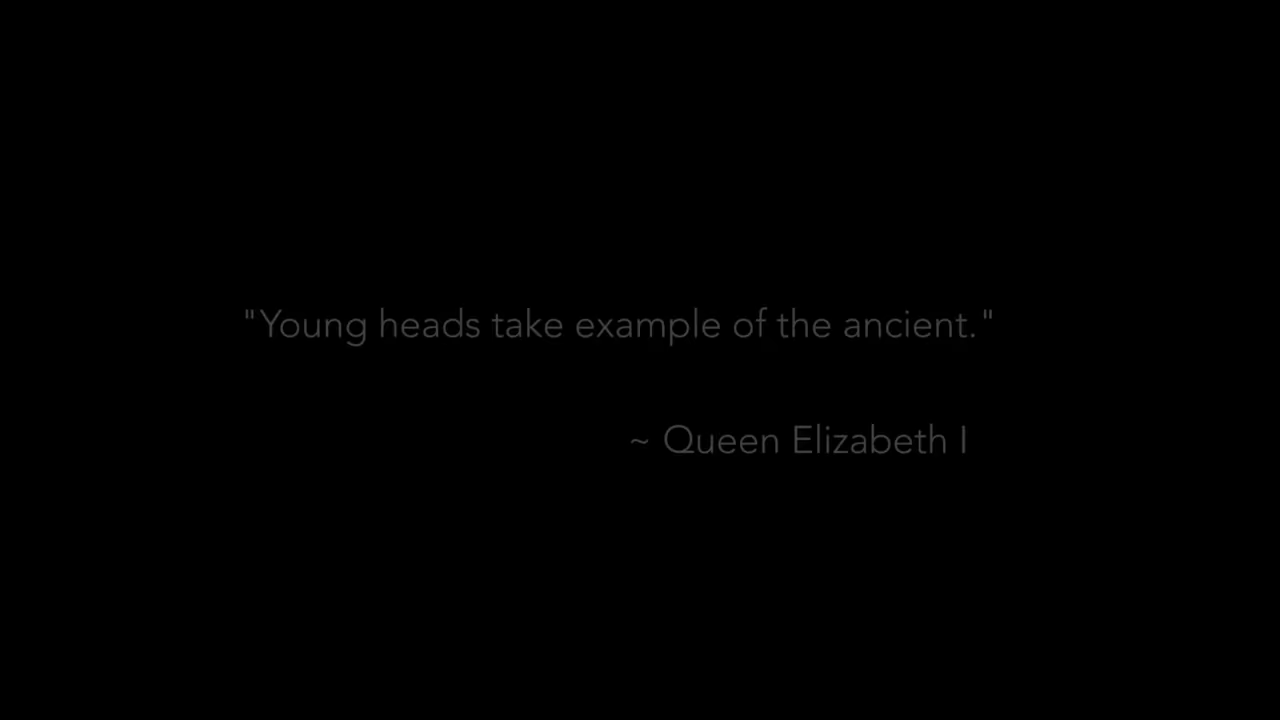 "Young heads take example of the ancient."
~ Queen Elizabeth I